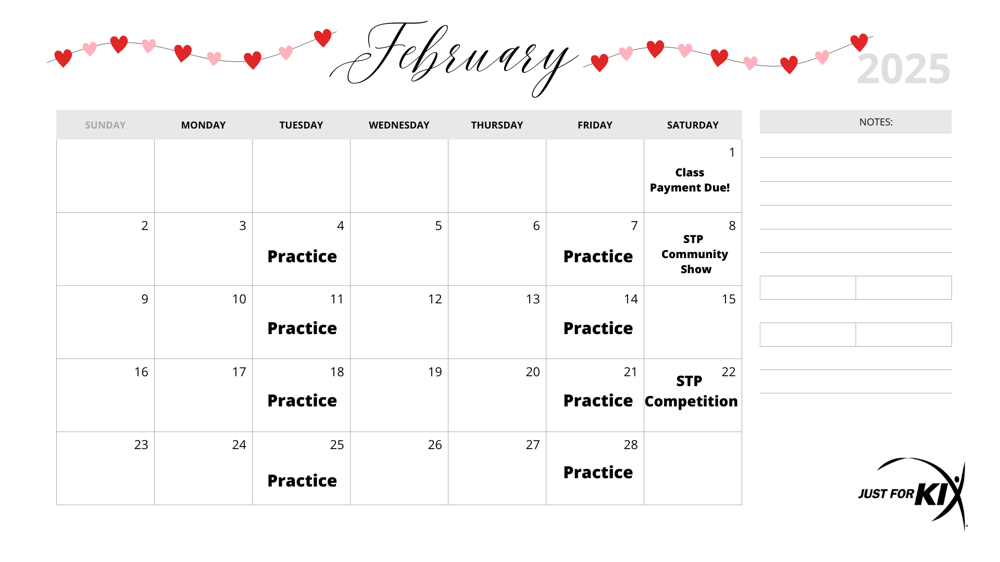 February
2025
SUNDAY MONDAY TUESDAY WEDNESDAY THURSDAY FRIDAY SATURDAY
NOTES:
1
Class
Payment Due!
2 3 4 5 6 7 8
Practice Practice
STP
Community
Show
9 10 11 12 13 14 15
Practice Practice
16 17 18 19 20 21 22
STP
Practice Practice Competition
23 24 25 26 27 28
Practice Practice
JUST FOR KIX